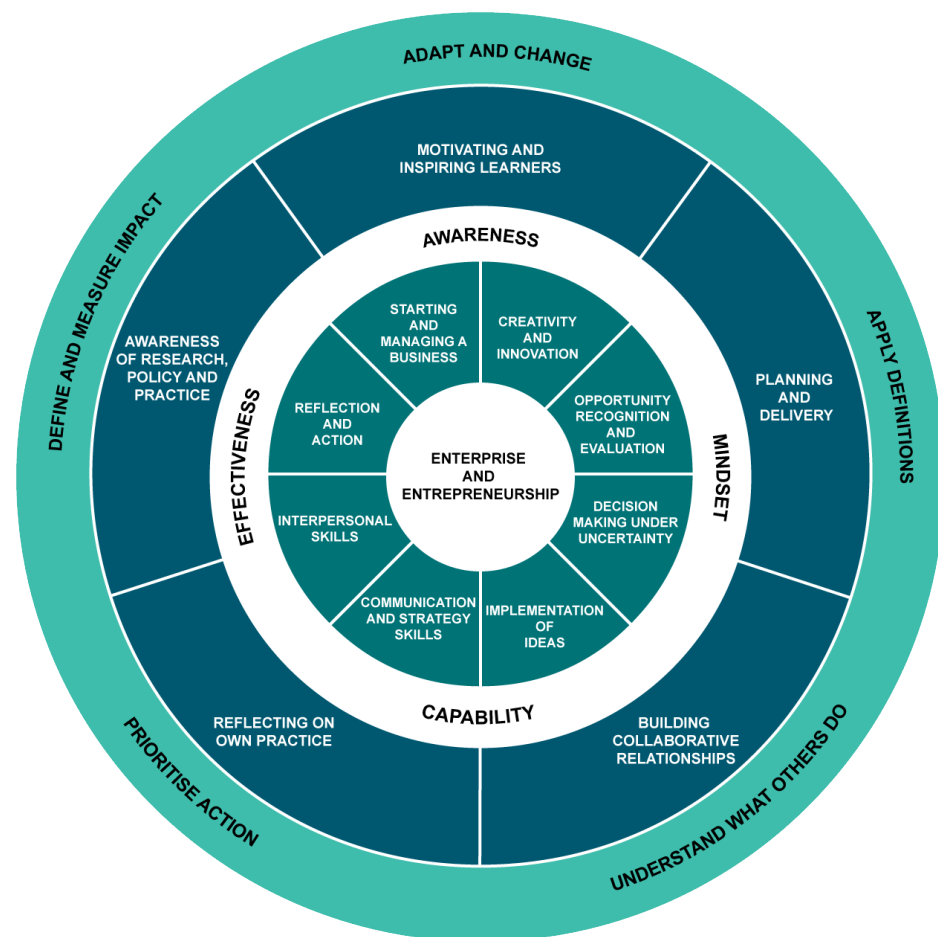 ADAPT AND CHANGE
MOTIVATING AND
INSPIRING LEARNERS
AWARENESS
DEFINE AND MEASURE IMPACT
APPLY DEFINITIONS
STARTING
AND
MANAGING A
BUSINESS
CREATIVITY
AND
INNOVATION
AWARENESS
OF RESEARCH,
POLICY AND
PRACTICE
PLANNING
AND
DELIVERY
EFFECTIVENESS
MINDSET
REFLECTION
AND
ACTION
OPPORTUNITY
RECOGNITION
AND
EVALUATION
ENTERPRISE
AND
ENTREPRENEURSHIP
INTERPERSONAL
SKILLS
DECISION
MAKING UNDER
UNCERTAINTY
COMMUNICATION
AND STRATEGY
SKILLS
IMPLEMENTATION
OF
IDEAS
CAPABILITY
REFLECTING ON
OWN PRACTICE
BUILDING
COLLABORATIVE
RELATIONSHIPS
PRIORITISE ACTION
UNDERSTAND WHAT OTHERS DO